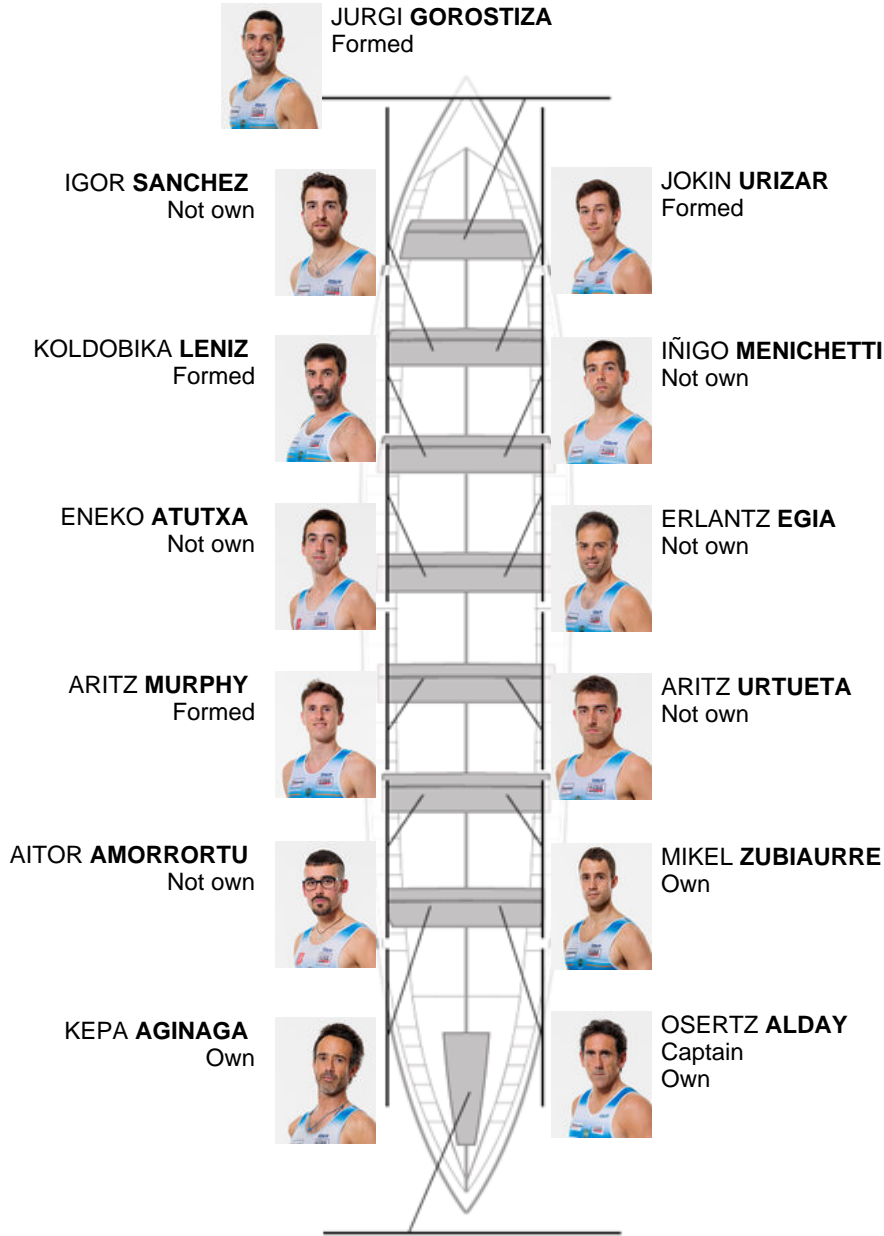 JURGI GOROSTIZA
Formed
IGOR SANCHEZ
Not own
JOKIN URIZAR
Formed
KOLDOBIKA LENIZ
Formed
IÑIGO MENICHETTI
Not own
ENEKO ATUTXA
Not own
ERLANTZ EGIA
Not own
ARITZ MURPHY
Formed
ARITZ URTUETA
Not own
AITOR AMORRORTU
Not own
MIKEL ZUBIAURRE
Own
KEPA AGINAGA
Own
OSERTZ ALDAY
Captain
Own